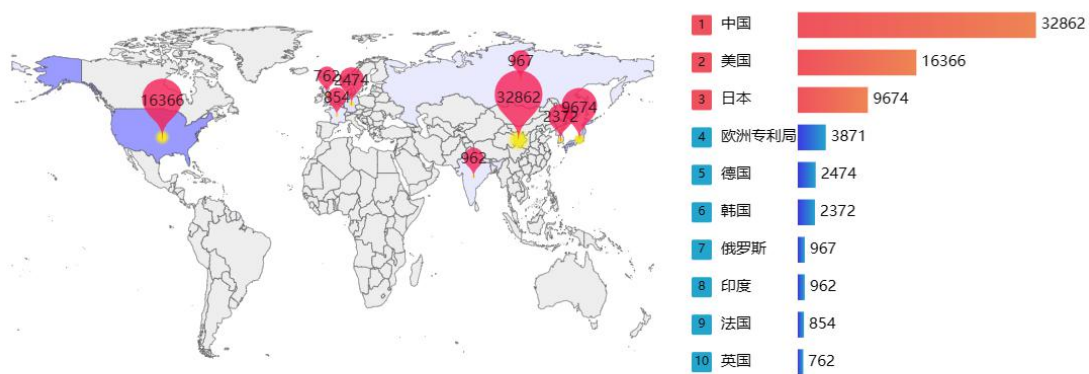 967
762
2474
854
16366
32862
9674
2372
962
1 中国 32862
2 美国 16366
3 日本 9674
4 欧洲专利局 3871
5 德国 2474
6 韩国 2372
7 俄罗斯 967
8 印度 962
9 法国 854
10 英国 762